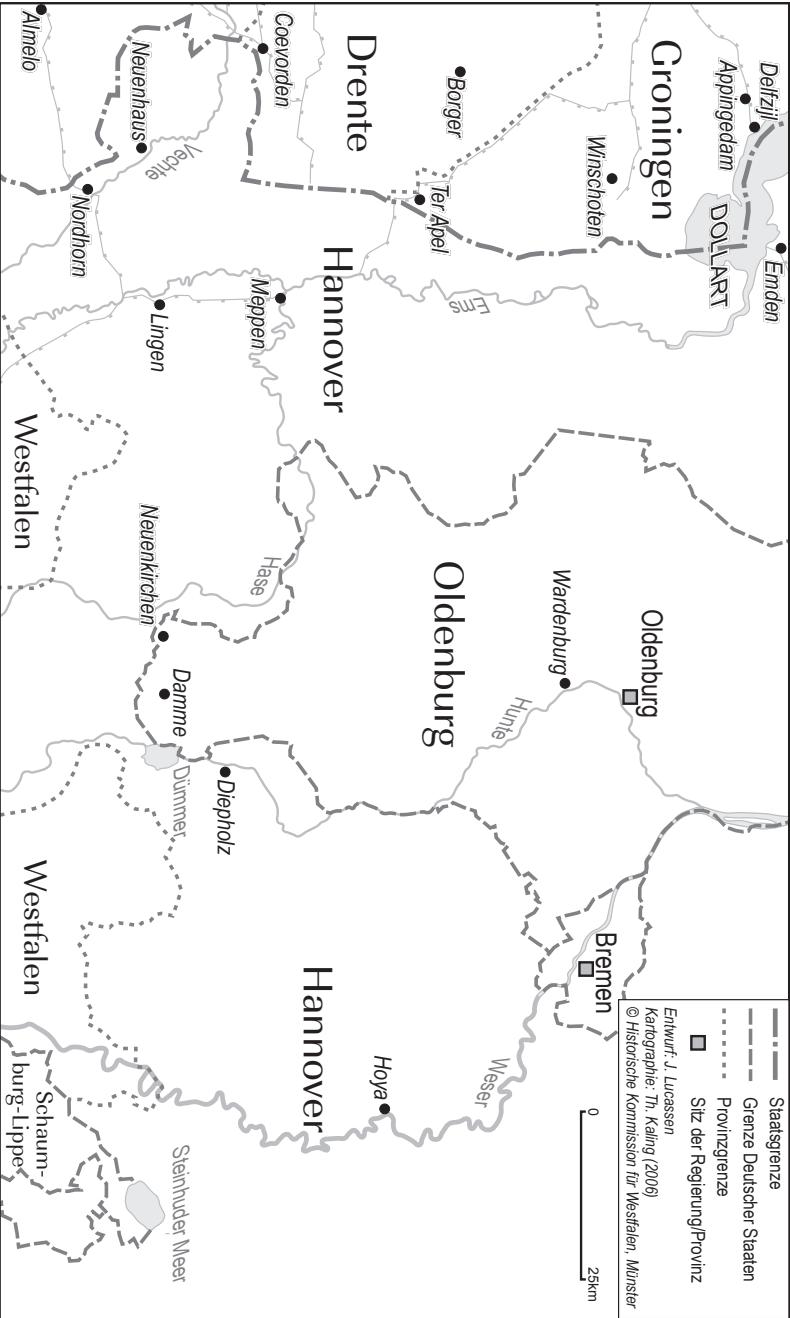 Delfzijl
Appingedam
Groningen
Winschoten
Borger
Drente
Coevorden
Neuenhaus
Almelo
Vechte
Nordhorn
Ter Apel
DOLLART
Emden
Hannover
Ems
Meppen
Lingen
Westfalen
Hase
Neuenkirchen
Damme
Dümmer
Diepholz
Oldenburg
Wardenburg
Oldenburg
Hunte
Bremen
Westfalen
Hannover
Hoya
Weser
Schaum-
burg-Lippe
Steinhuder Meer
Staatsgrenze
Grenze Deutscher Staaten
Provinzgrenze
Sitz der Regierung/Provinz
Entwurf: J. Lucassen
Kartographie: Th. Kaling (2006)
© Historische Kommission für Westfalen, Münster
0
25km